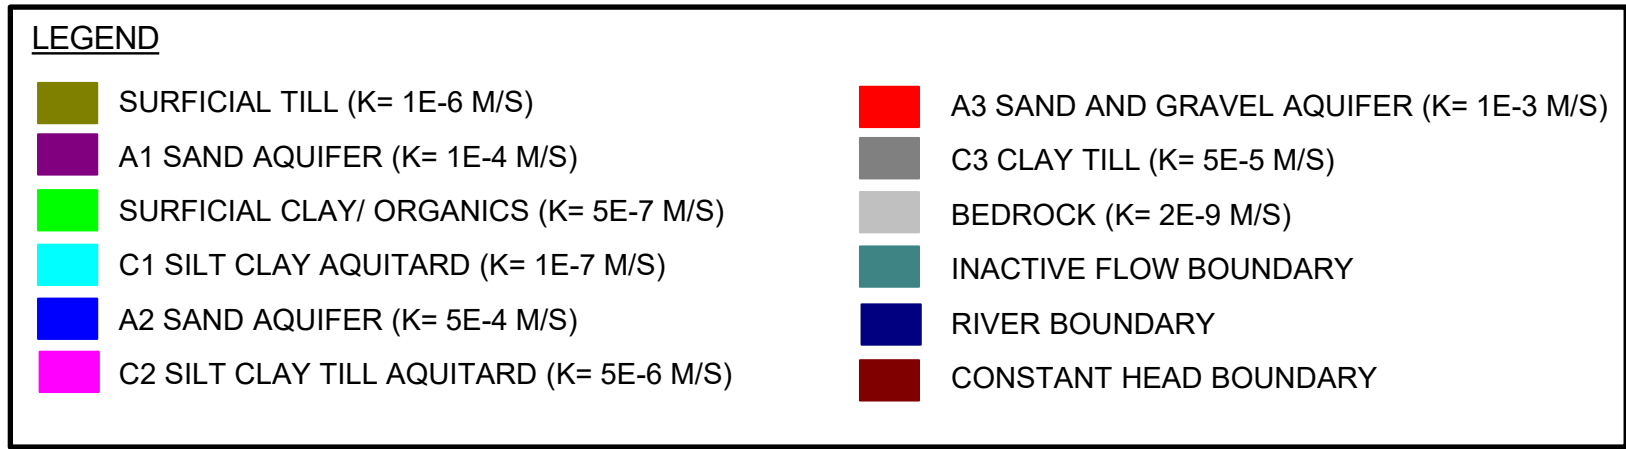 LEGEND
SURFICIAL TILL (K= 1E-6 M/S)
A1 SAND AQUIFER (K= 1E-4 M/S)
SURFICIAL CLAY/ ORGANICS (K= 5E-7 M/S)
C1 SILT CLAY AQUITARD (K= 1E-7 M/S)
A2 SAND AQUIFER (K= 5E-4 M/S)
C2 SILT CLAY TILL AQUITARD (K= 5E-6 M/S)
A3 SAND AND GRAVEL AQUIFER (K= 1E-3 M/S)
C3 CLAY TILL (K= 5E-5 M/S)
BEDROCK (K= 2E-9 M/S)
INACTIVE FLOW BOUNDARY
RIVER BOUNDARY
CONSTANT HEAD BOUNDARY